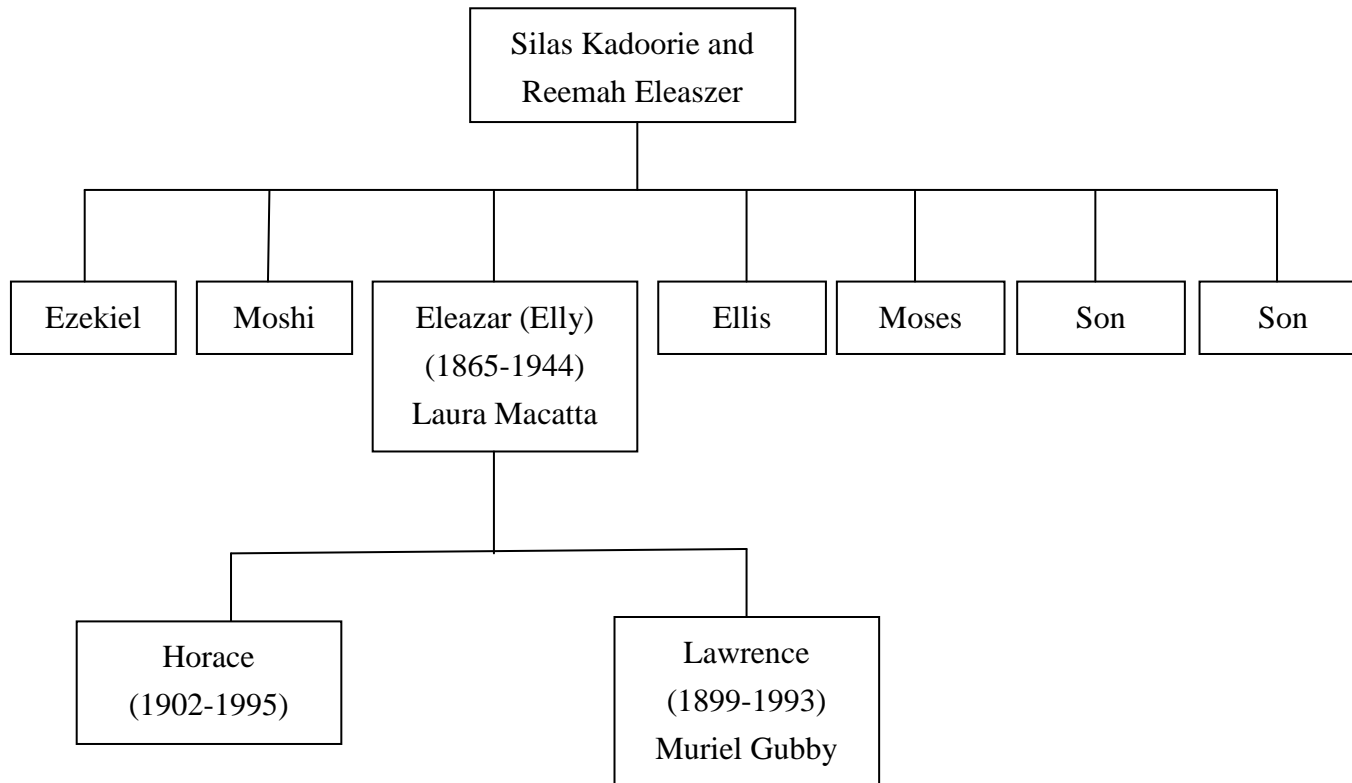 Silas Kadoorie and
Reemah Eleaszer
Ezekiel
Moshi
Eleazar (Elly)
(1865-1944)
Laura Macatta
Ellis
Moses
Son
Son
Horace
(1902-1995)
Lawrence
(1899-1993)
Muriel Gubby